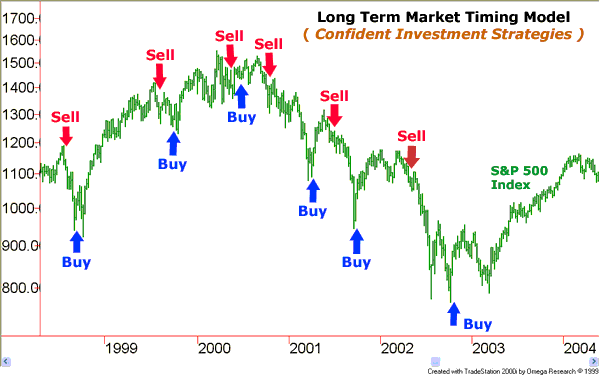 Long Term Market Timing Model
( Confident Investment Strategies )
1700.
1600.
1500.
1400.
1300.
1200.
1100.
1000.
900.0
800.0
Sell
Sell
Sell
Sell
Sell
Sell
Buy
Buy
Buy
Buy
Buy
Buy
S&P 500
Index
1999 2000 2001 2002 2003 2004
Created with TradeStation 2000i by Omega Research © 1999